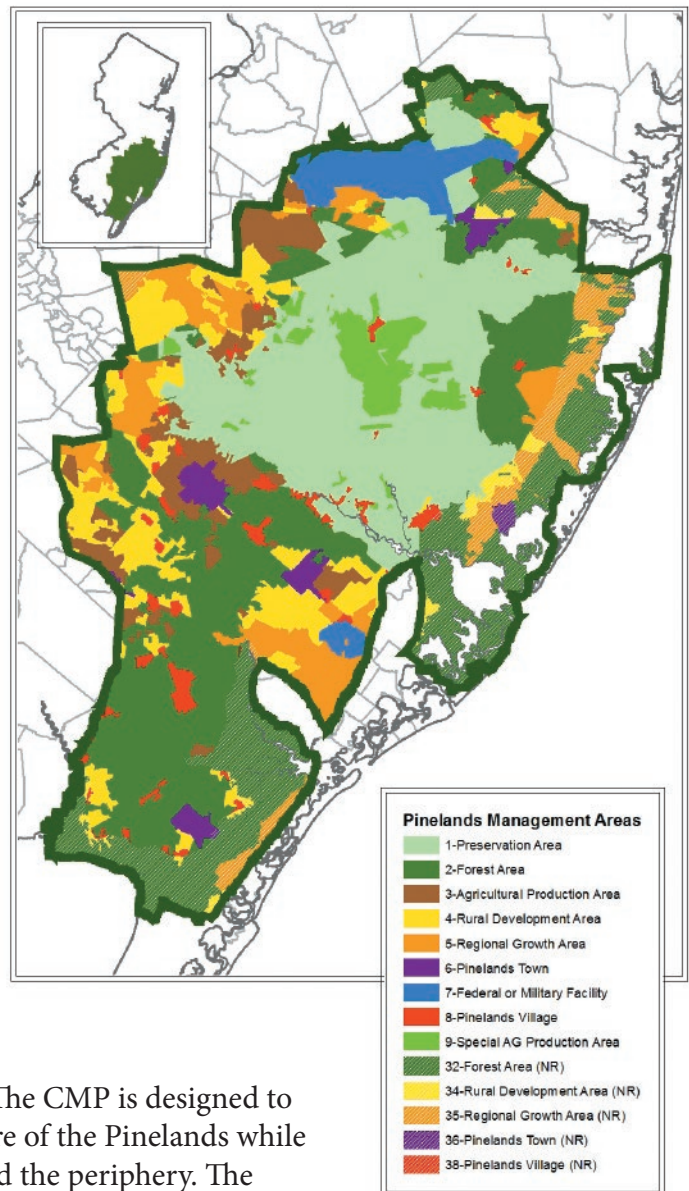 Pinelands Management Areas
1-Preservation Area
2-Forest Area
3-Agricultural Production Area
4-Rural Development Area
5-Regional Growth Area
6-Pinelands Town
7-Federal or Military Facility
8-Pinelands Village
9-Special AG Production Area
32-Forest Area (NR)
34-Rural Development Area (NR)
35-Regional Growth Area (NR)
36-Pinelands Town (NR)
38-Pinelands Village (NR)
The CMP is designed to
re of the Pinelands while
d the periphery. The